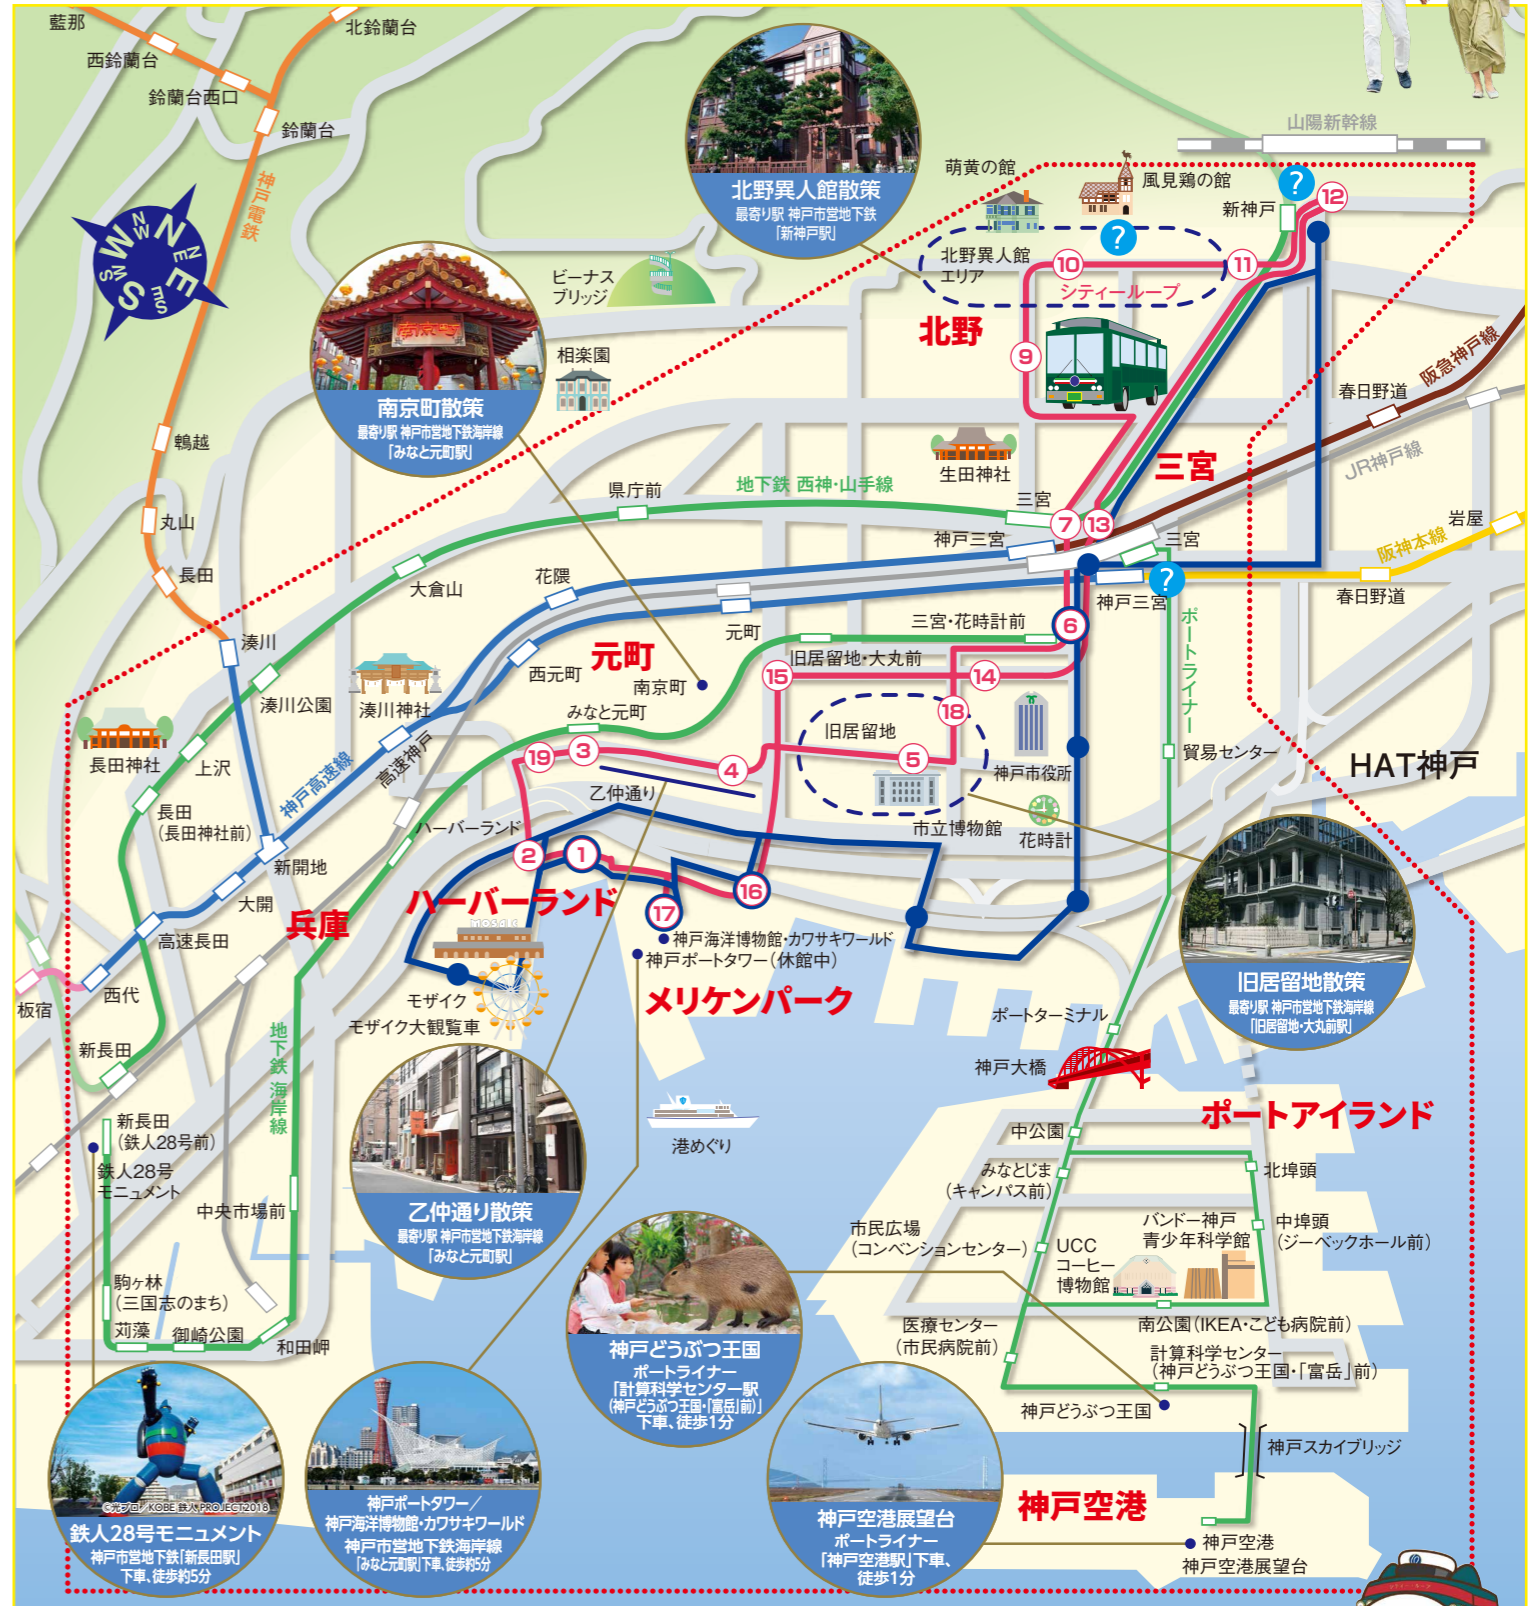 藍那
北鈴蘭台
西鈴蘭台
鈴蘭台西口
鈴蘭台
神戸電鉄
N
NNE
E
SSE
S
SSW
W
NNW
鵯越
丸山
長田
湊川
北野異人館散策
最寄り駅 神戸市営地下鉄
「新神戸駅」
山陽新幹線
萌黄の館
風見鶏の館
?
新神戸
12
?
北野異人館
エリア
10
11
シティーループ
北野
9
ビーナス
ブリッジ
相楽園
南京町
南京町散策
最寄り駅 神戸市営地下鉄海岸線
「みなと元町駅」
阪急神戸線
春日野道
JR神戸線
生田神社
三宮
県庁前
地下鉄 西神・山手線
三宮
7
13
神戸三宮
三宮
岩屋
阪神本線
大倉山
花隈
?
神戸三宮
春日野道
ポートライナー
元町
三宮・花時計前
6
元町
西元町
旧居留地・大丸前
15
14
南京町
湊川公園
湊川神社
みなと元町
18
旧居留地
長田神社
上沢
高速神戸
19
3
4
5
神戸市役所
貿易センター
HAT神戸
神戸高速線
乙仲通り
長田
(長田神社前)
ハーバーランド
市立博物館
花時計
新開地
2
1
大開
16
兵庫
ハーバーランド
17
MOSAIC
高速長田
神戸海洋博物館・カワサキワールド
神戸ポートタワー(休館中)
西代
モザイク
モザイク大観覧車
メリケンパーク
板宿
旧居留地散策
最寄り駅 神戸市営地下鉄海岸線
「旧居留地・大丸前駅」
ポートターミナル
新長田
地下鉄 海岸線
神戸大橋
新長田
(鉄人28号前)
鉄人28号
モニュメント
港めぐり
ポートアイランド
中公園
みなとじま
(キャンパス前)
北埠頭
中央市場前
乙仲通り散策
最寄り駅 神戸市営地下鉄海岸線
「みなと元町駅」
市民広場
(コンベンションセンター)
UCC
コーヒー
博物館
バンドー神戸
青少年科学館
中埠頭
(ジーベックホール前)
駒ヶ林
(三国志のまち)
苅藻
御崎公園
和田岬
医療センター
(市民病院前)
南公園(IKEA・こども病院前)
計算科学センター
(神戸どうぶつ王国・「富岳」前)
神戸どうぶつ王国
ポートライナー
「計算科学センター駅
(神戸どうぶつ王国・「富岳」前)」
下車、徒歩1分
神戸どうぶつ王国
神戸スカイブリッジ
©光プロ/KOBE 鉄人 PROJECT2018
鉄人28号モニュメント
神戸市営地下鉄「新長田駅」
下車、徒歩約5分
神戸ポートタワー/
神戸海洋博物館・カワサキワールド
神戸市営地下鉄海岸線
「みなと元町駅」下車、徒歩約5分
神戸空港展望台
ポートライナー
「神戸空港駅」下車、
徒歩1分
神戸空港
神戸空港
神戸空港展望台